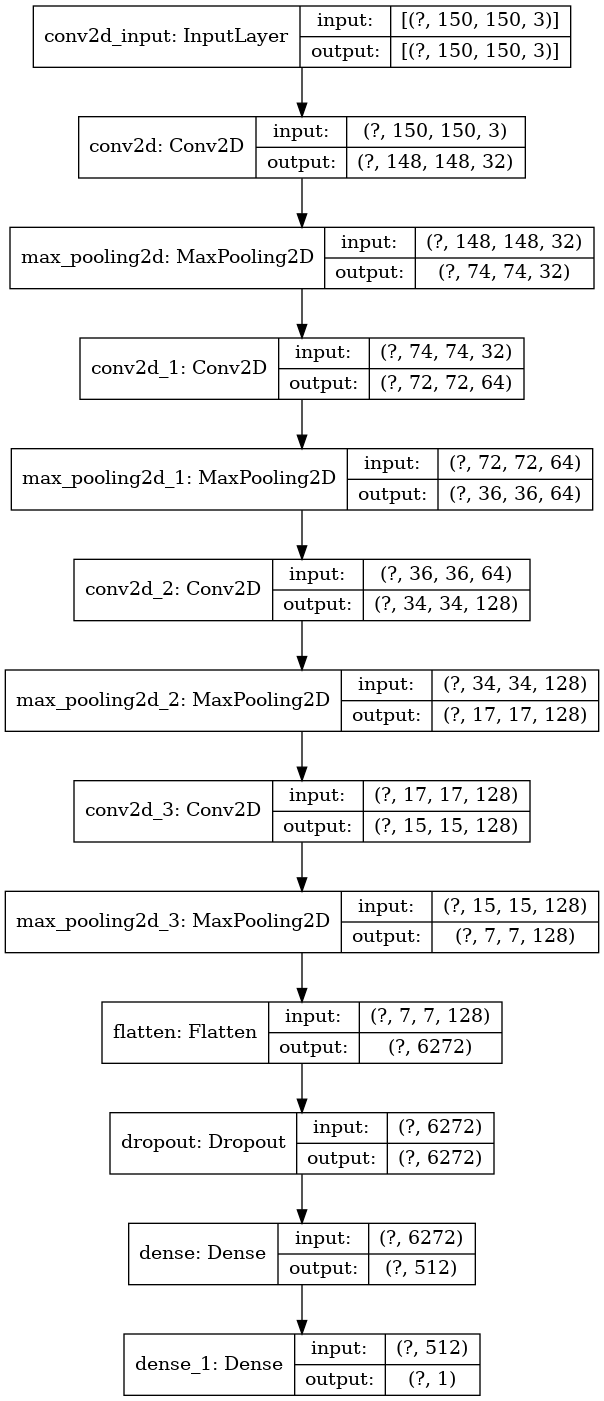 conv2d_input: InputLayer
input:
[(?, 150, 150, 3)]
output:
[(?, 150, 150, 3)]
conv2d: Conv2D
input:
(?, 150, 150, 3)
output:
(?, 148, 148, 32)
max_pooling2d: MaxPooling2D
input:
(?, 148, 148, 32)
output:
(?, 74, 74, 32)
conv2d_1: Conv2D
input:
(?, 74, 74, 32)
output:
(?, 72, 72, 64)
max_pooling2d_1: MaxPooling2D
input:
(?, 72, 72, 64)
output:
(?, 36, 36, 64)
conv2d_2: Conv2D
input:
(?, 36, 36, 64)
output:
(?, 34, 34, 128)
max_pooling2d_2: MaxPooling2D
input:
(?, 34, 34, 128)
output:
(?, 17, 17, 128)
conv2d_3: Conv2D
input:
(?, 17, 17, 128)
output:
(?, 15, 15, 128)
max_pooling2d_3: MaxPooling2D
input:
(?, 15, 15, 128)
output:
(?, 7, 7, 128)
flatten: Flatten
input:
(?, 7, 7, 128)
output:
(?, 6272)
dropout: Dropout
input:
(?, 6272)
output:
(?, 6272)
dense: Dense
input:
(?, 6272)
output:
(?, 512)
dense_1: Dense
input:
(?, 512)
output:
(?, 1)